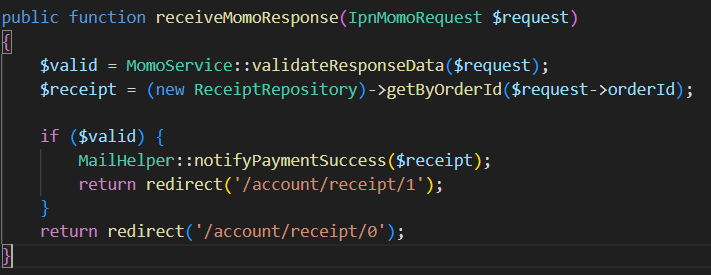 public function receiveMomoResponse(IpnMomoRequest $request)
{
    $valid = MomoService::validateResponseData($request);
    $receipt = (new ReceiptRepository)->getByOrderId($request->orderId);

    if ($valid) {
        MailHelper::notifyPaymentSuccess($receipt);
        return redirect('/account/receipt/1');
    }
    return redirect('/account/receipt/0');
}